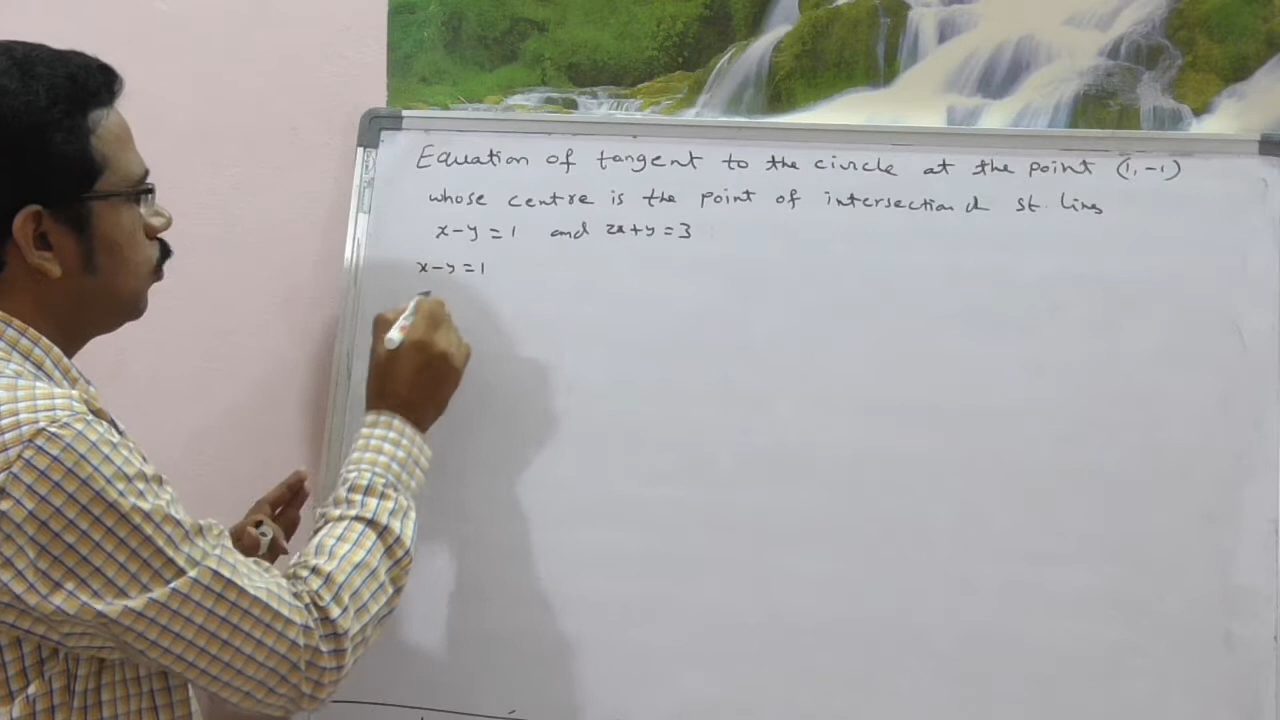 Equation of tangent to the circle at the point (1, -1)
whose centre is the point of intersection of st. lines
x-y=1 and 2x+y=3
x-y=1